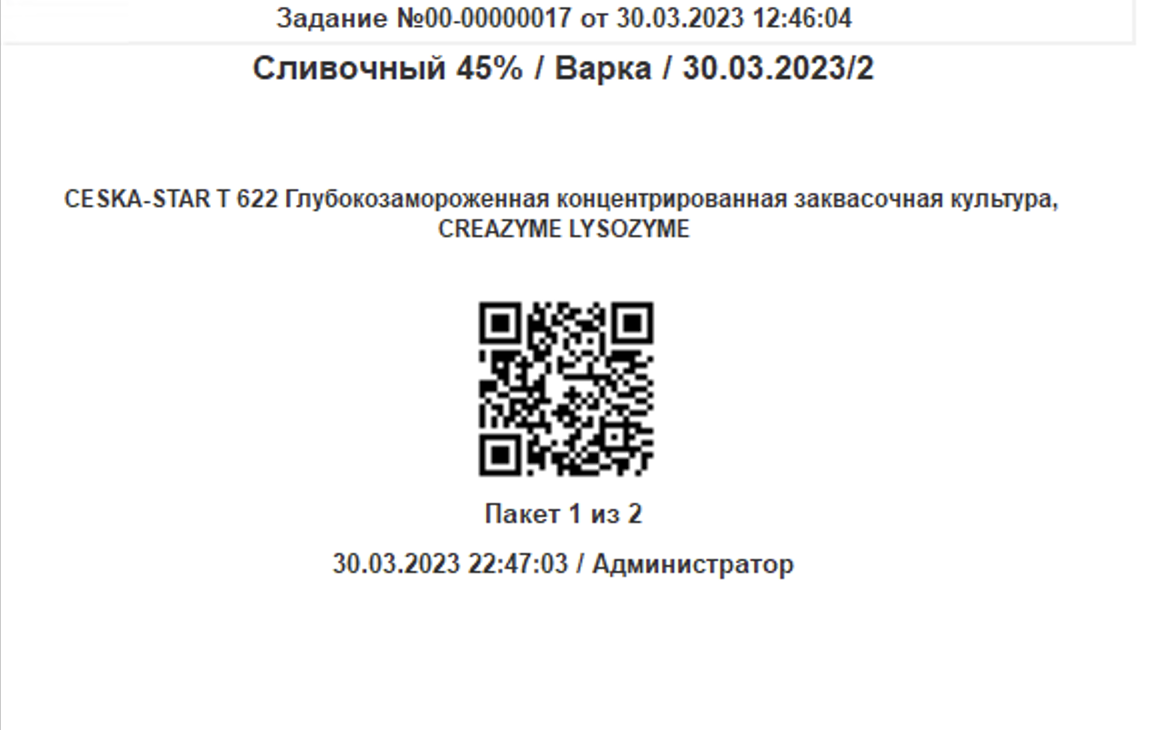 Задание №00-00000017 от 30.03.2023 12:46:04
Сливочный 45% / Варка / 30.03.2023/2
CESKA-STAR T 622 Глубокозамороженная концентрированная заквасочная культура,
CREAZYME LYSOZYME
Пакет 1 из 2
30.03.2023 22:47:03 / Администратор